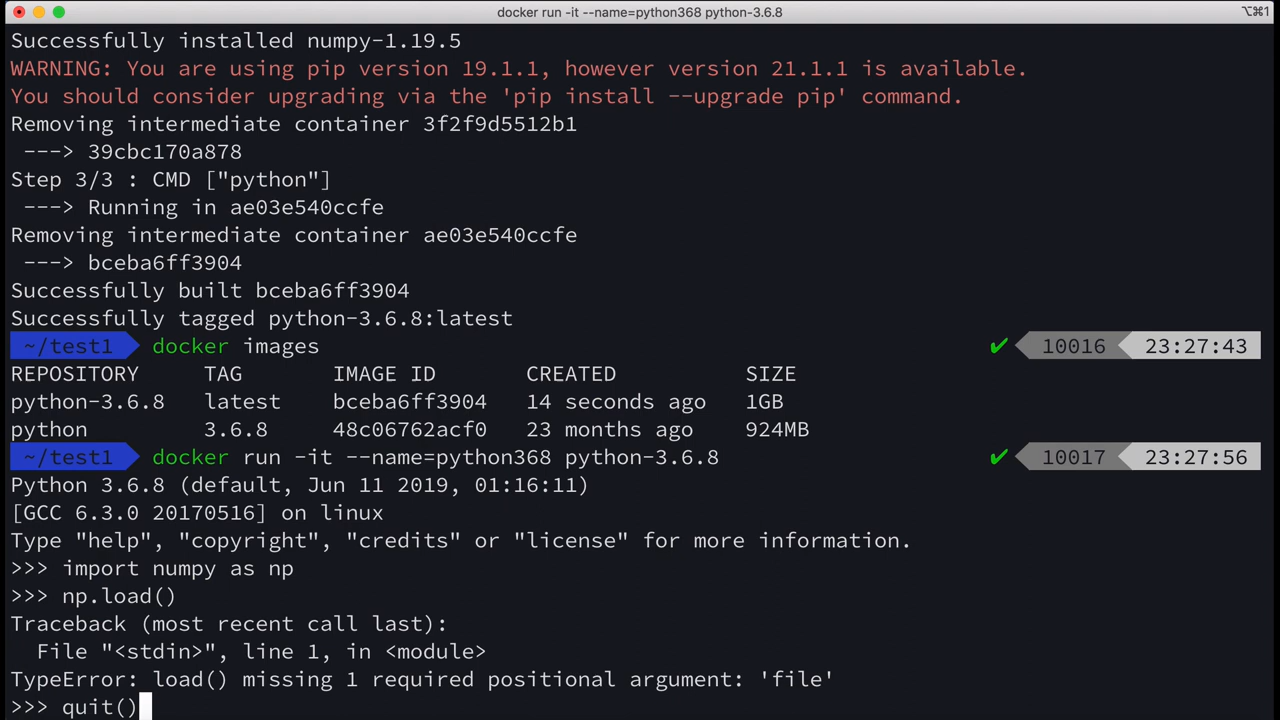 docker run -it --name=python368 python-3.6.8
⌥⌘1
Successfully installed numpy-1.19.5
WARNING: You are using pip version 19.1.1, however version 21.1.1 is available.
You should consider upgrading via the 'pip install --upgrade pip' command.
Removing intermediate container 3f2f9d5512b1
---> 39cbc170a878
Step 3/3 : CMD ["python"]
---> Running in ae03e540ccfe
Removing intermediate container ae03e540ccfe
---> bceba6ff3904
Successfully built bceba6ff3904
Successfully tagged python-3.6.8:latest
~/test1 docker images ✔ 10016 23:27:43
REPOSITORY TAG IMAGE ID CREATED SIZE
python-3.6.8 latest bceba6ff3904 14 seconds ago 1GB
python 3.6.8 48c06762acf0 23 months ago 924MB
~/test1 docker run -it --name=python368 python-3.6.8 ✔ 10017 23:27:56
Python 3.6.8 (default, Jun 11 2019, 01:16:11)
[GCC 6.3.0 20170516] on linux
Type "help", "copyright", "credits" or "license" for more information.
>>> import numpy as np
>>> np.load()
Traceback (most recent call last):
File "<stdin>", line 1, in <module>
TypeError: load() missing 1 required positional argument: 'file'
>>> quit()